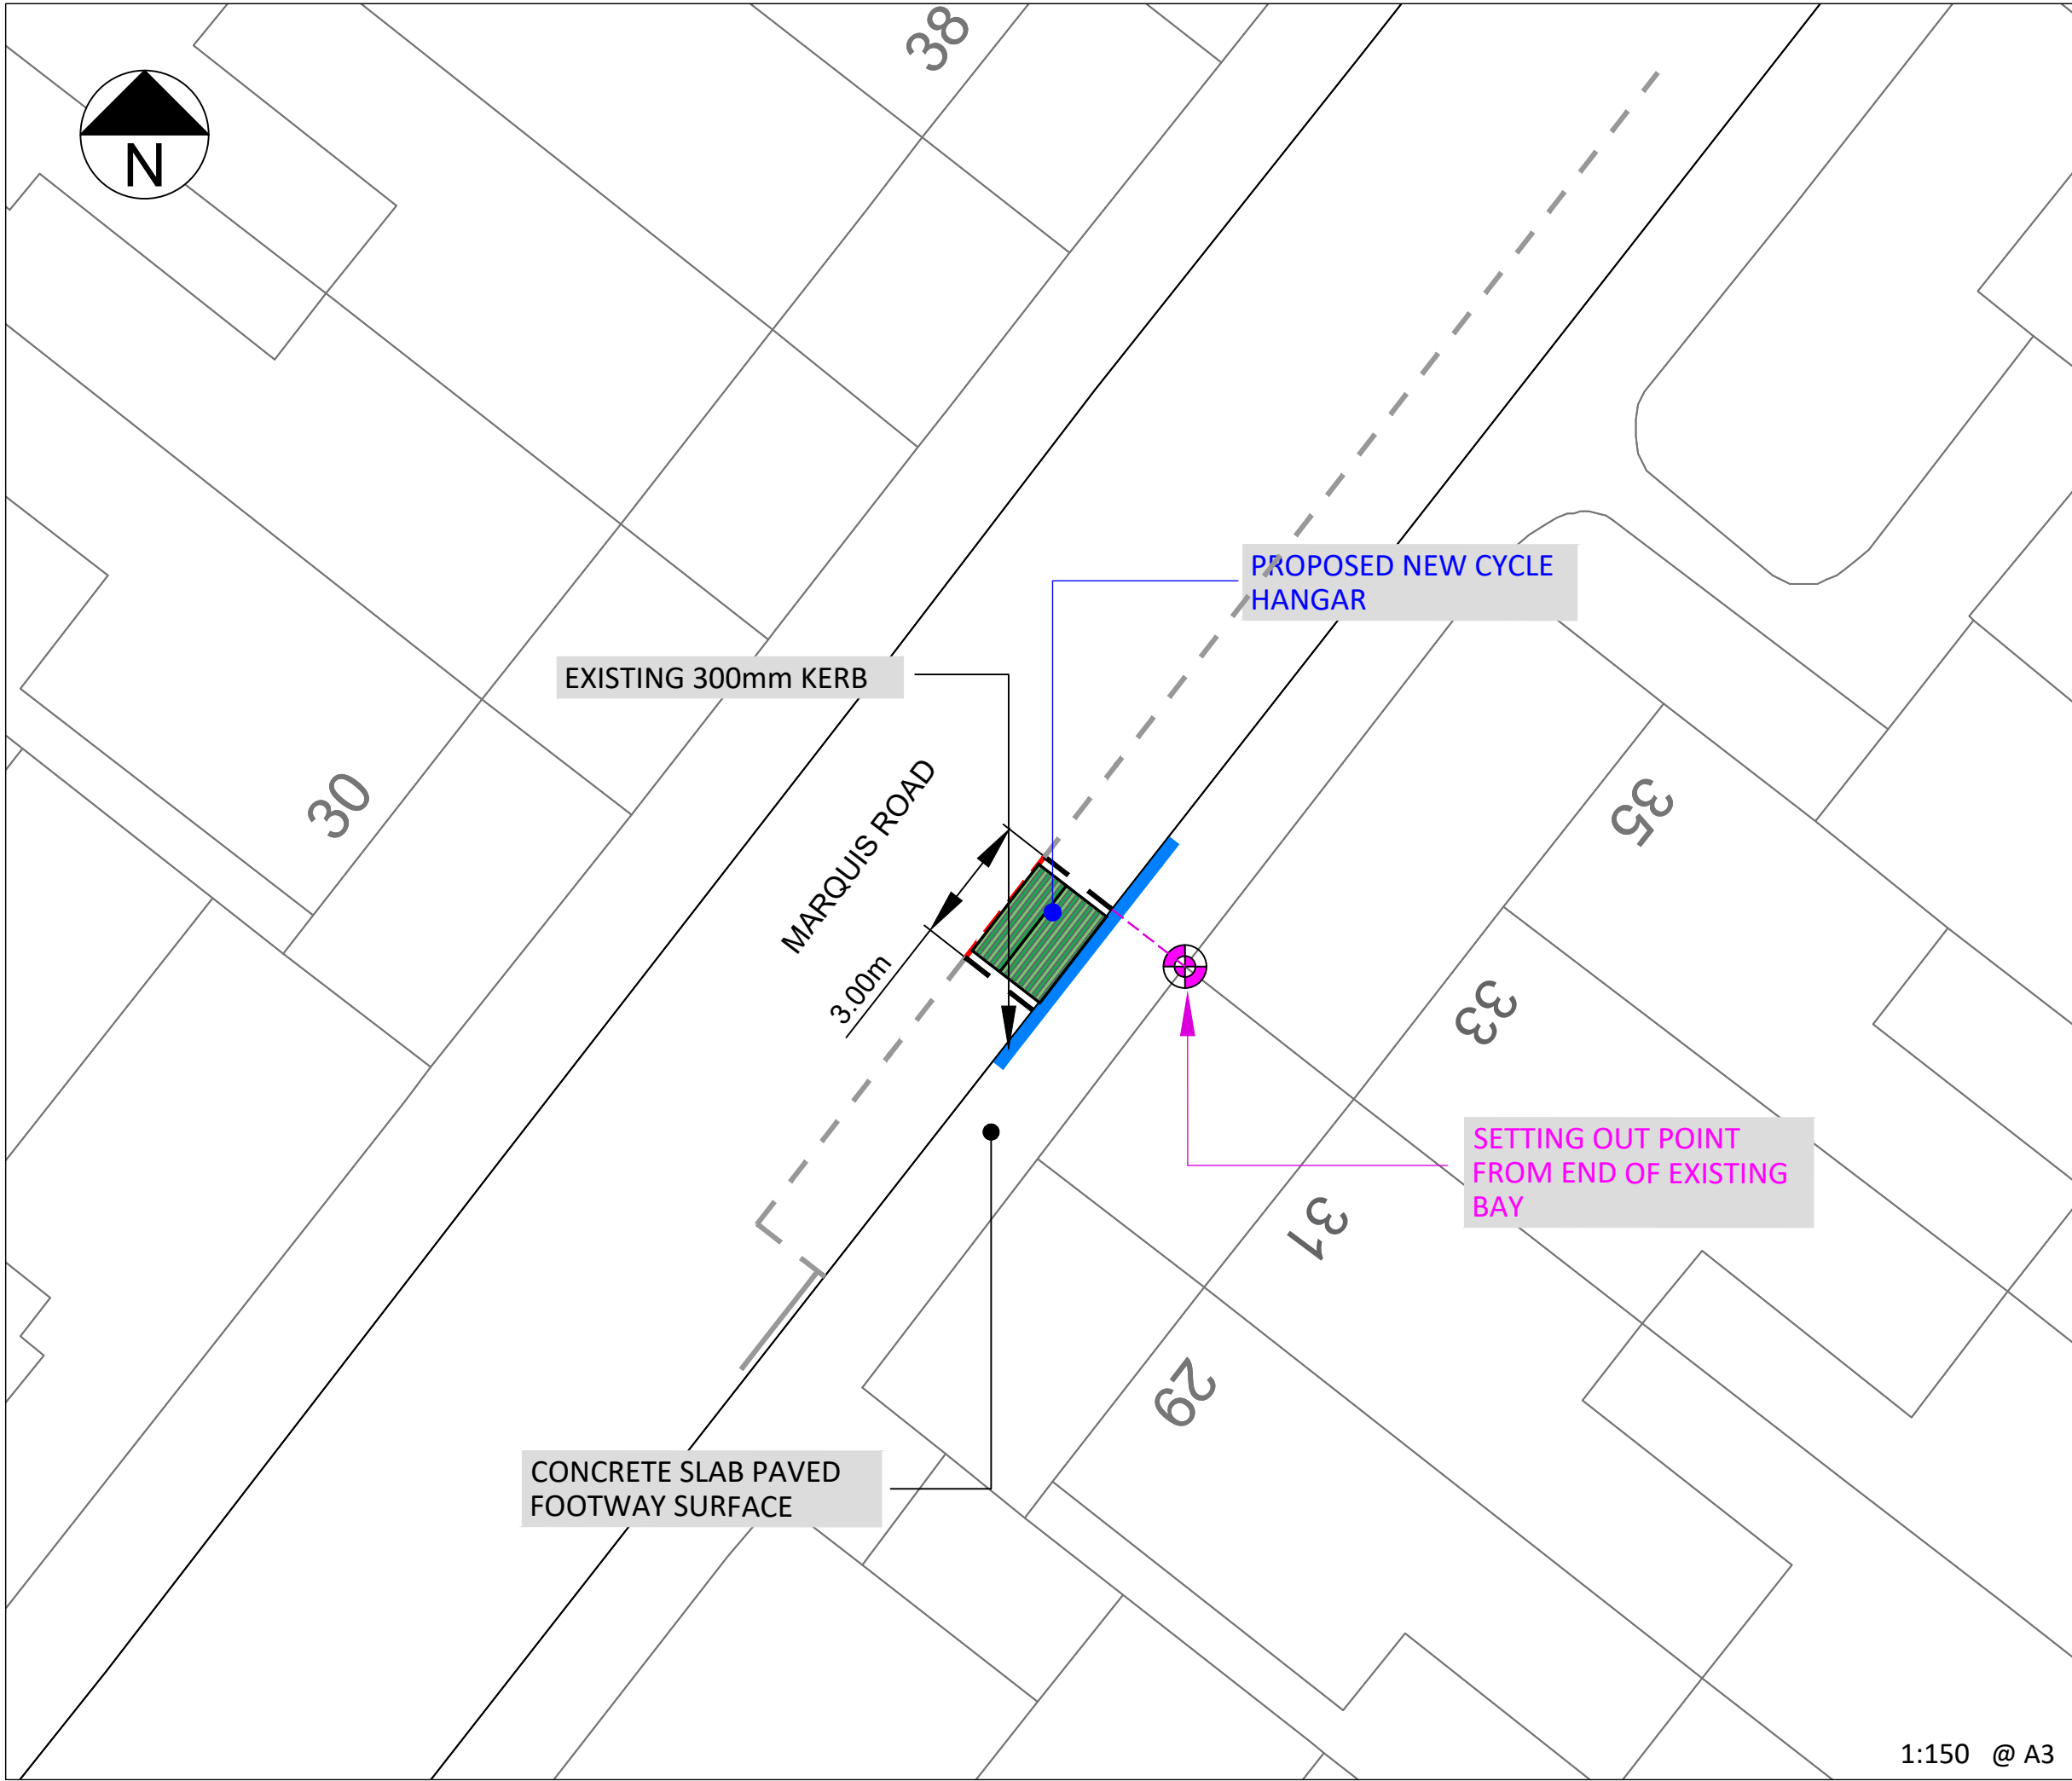 38
N
PROPOSED NEW CYCLE
HANGAR
EXISTING 300mm KERB
30
MARQUIS ROAD
35
3.00m
33
SETTING OUT POINT
FROM END OF EXISTING
BAY
31
29
CONCRETE SLAB PAVED
FOOTWAY SURFACE
1:150 @ A3